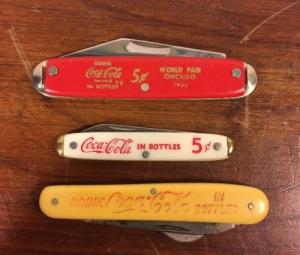 DRINK
Coca-Cola 5¢ WORLD FAIR
IN BOTTLES CHICAGO
Coca-Cola IN BOTTLES 5¢
DRINK Coca-Cola IN
BOTTLES